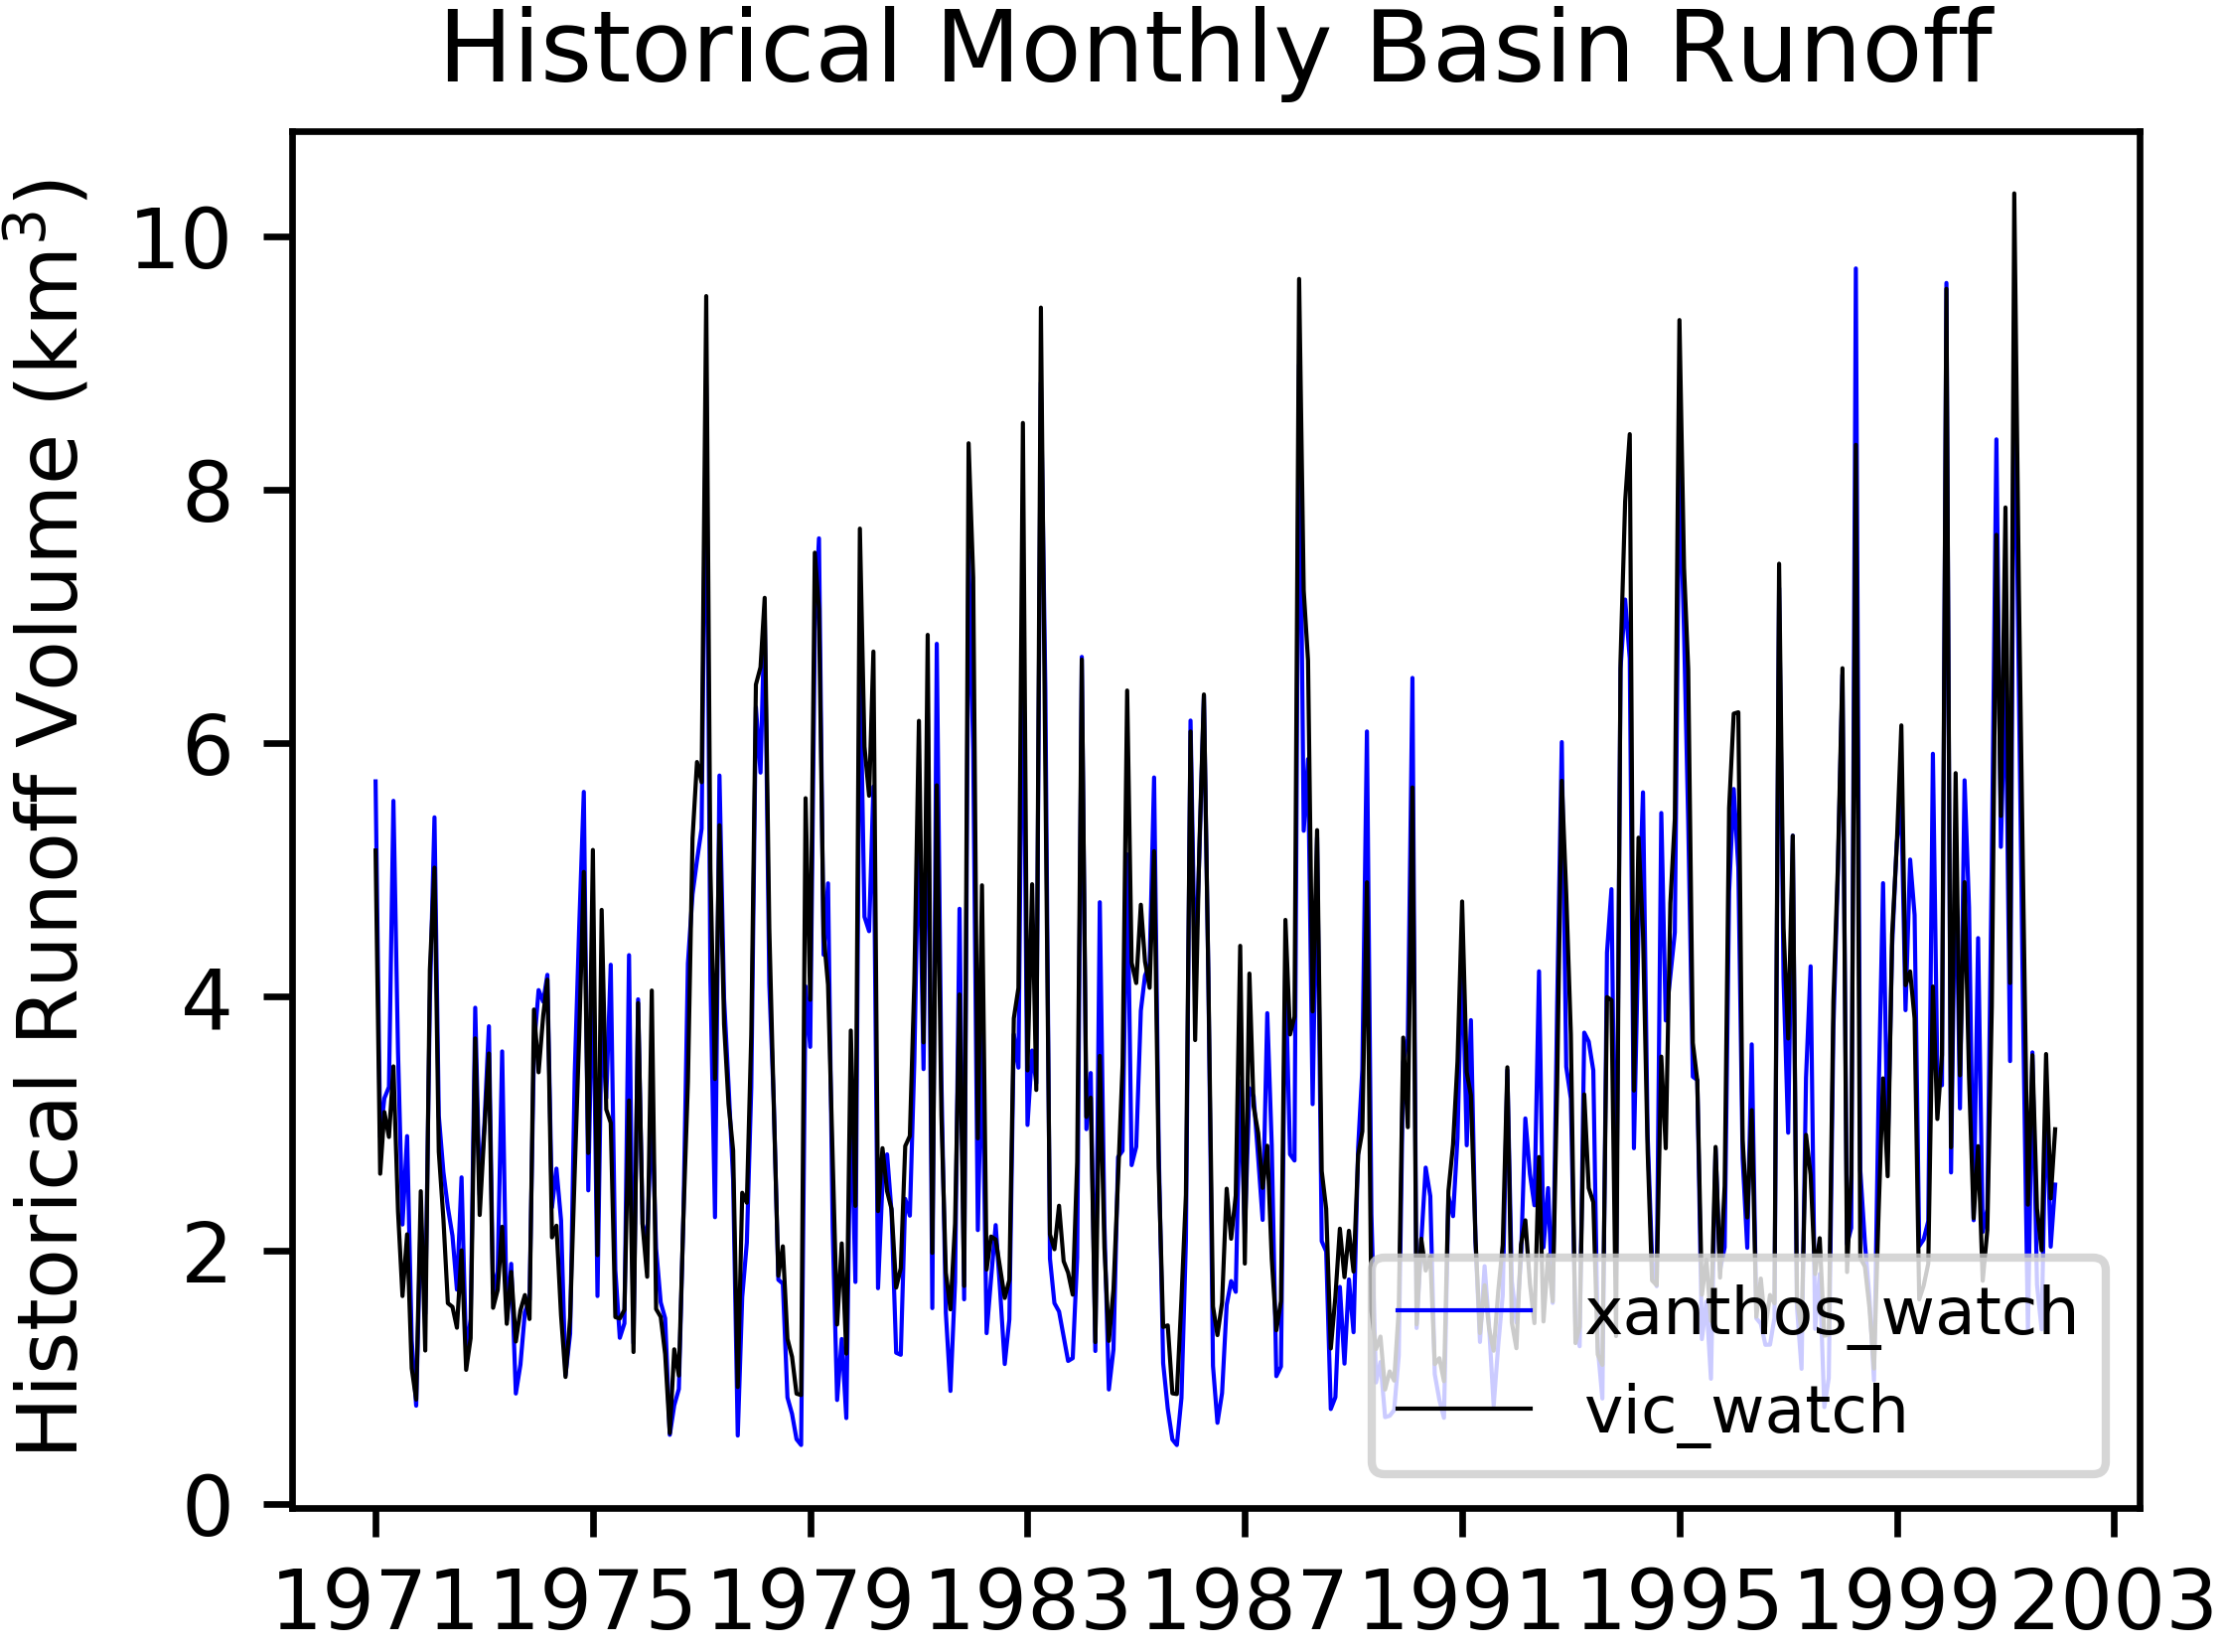 Historical Monthly Basin Runoff
Historical Runoff Volume (km³)
10
8
6
4
2
0
1971 1975 1979 1983 1987 1991 1995 1999 2003
xanthos_watch
vic_watch